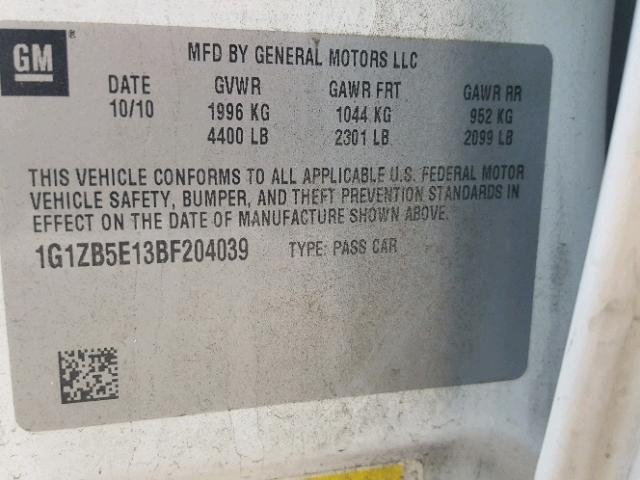 GM ®
MFD BY GENERAL MOTORS LLC
DATE GVWR GAWR FRT GAWR RR
10/10 1996 KG 1044 KG 952 KG
4400 LB 2301 LB 2099 LB
THIS VEHICLE CONFORMS TO ALL APPLICABLE U.S. FEDERAL MOTOR
VEHICLE SAFETY, BUMPER, AND THEFT PREVENTION STANDARDS IN
EFFECT ON THE DATE OF MANUFACTURE SHOWN ABOVE.
1G1ZB5E13BF204039 TYPE: PASS CAR